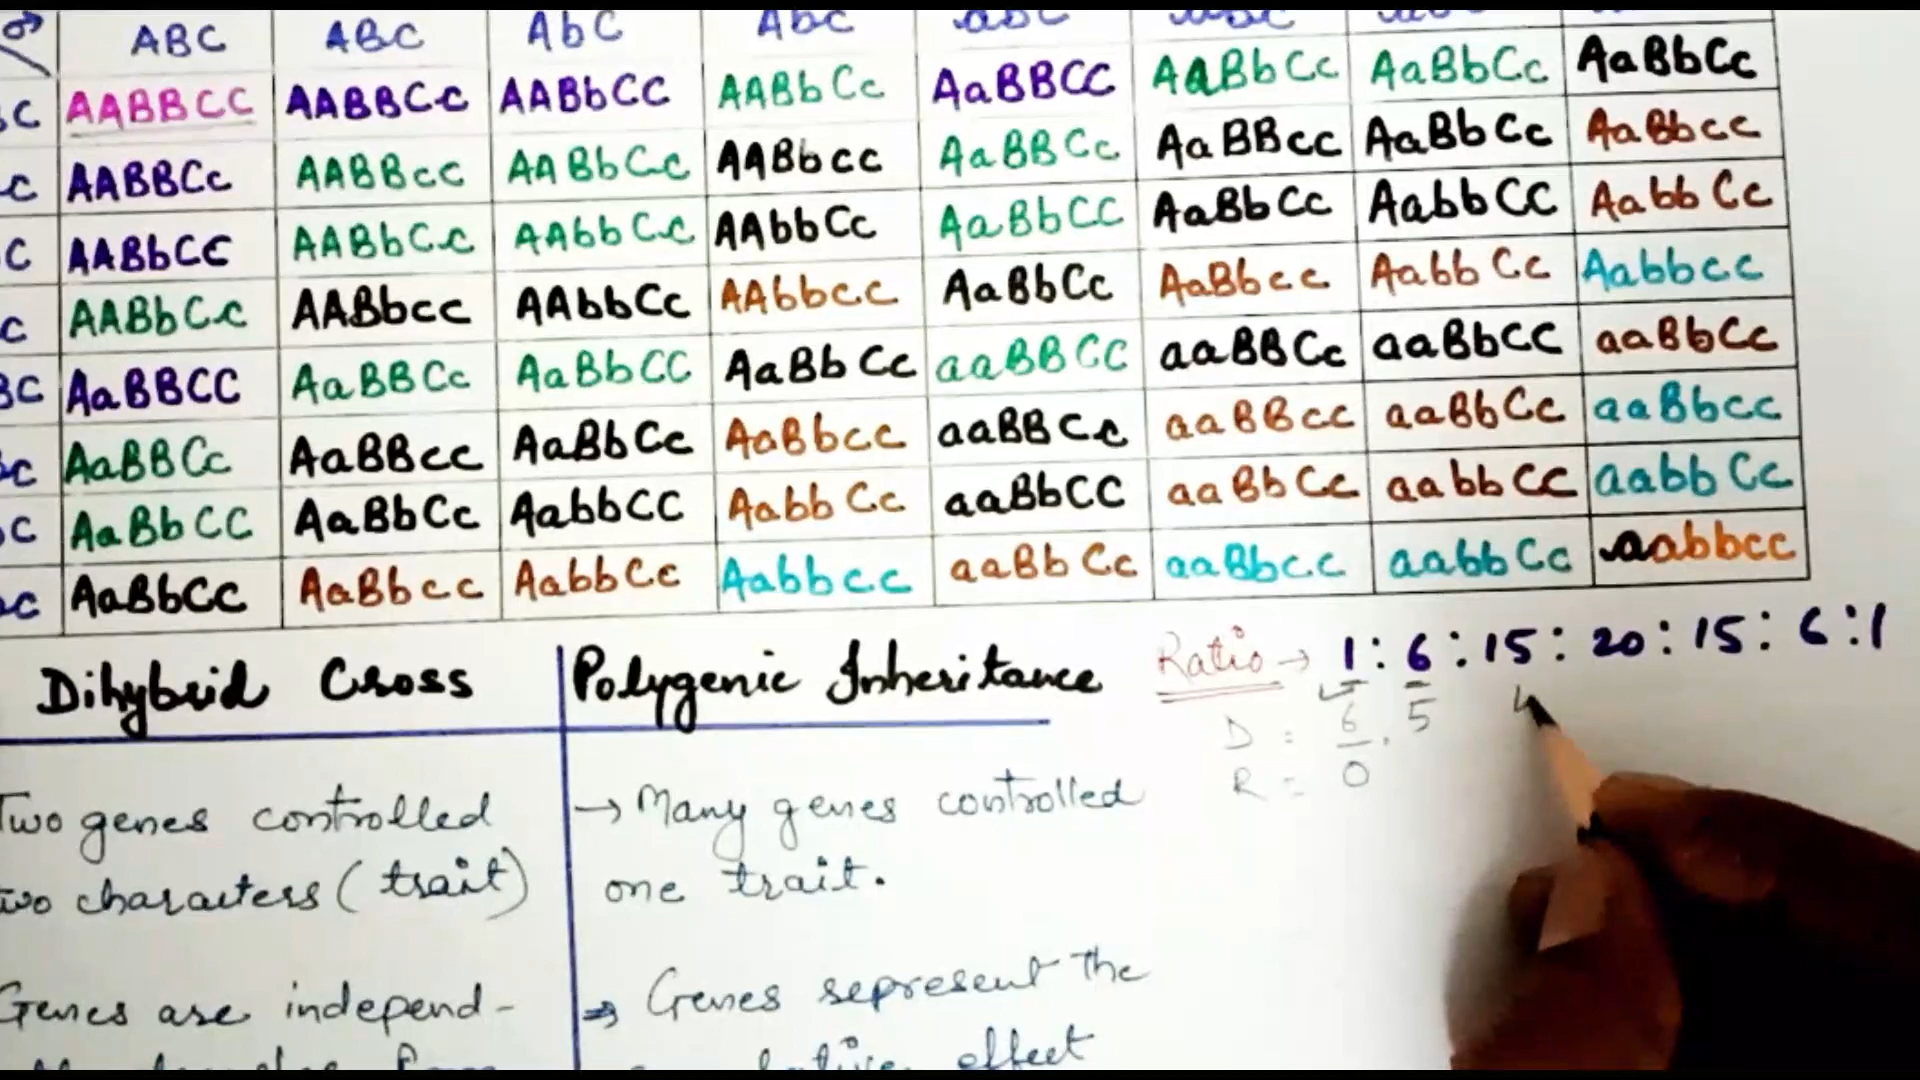 ABC ABC AbC Abc abC
C AABBCC AABBCc AABbCC AABbCc AaBBCC AaBbCc AaBbCc AaBbCc
c AABBCc AABBcc AABbCc AABbcc AaBBCc AaBBcc AaBbCc AaBbcc
C AABbCC AABbCc AAbbCc AAbbCc AaBbCC AaBbCc AabbCC AabbCc
c AABbCc AABbcc AAbbCc AAbbcc AaBbCc AaBbcc AabbCc Aabbcc
BC AaBBCC AaBBCc AaBbCC AaBbCc aaBBCC aaBBCc aaBbCC aaBbCc
c AaBBCc AaBBcc AaBbCc AaBbcc aaBBCc aaBBcc aaBbCc aaBbcc
C AaBbCC AaBbCc AabbCC AabbCc aaBbCC aaBbCc aabbCC aabbCc
c AaBbCc AaBbcc AabbCc Aabbcc aaBbCc aaBbcc aabbCc aabbcc
Ratio → 1 : 6 : 15 : 20 : 15 : 6 : 1
D = 6 . 5 4
R = 0
Dihybrid Cross
Two genes controlled
two characters (trait)
Genes are independ-
Polygenic Inheritance
→ Many genes controlled
one trait.
⇒ Genes represent the
effect